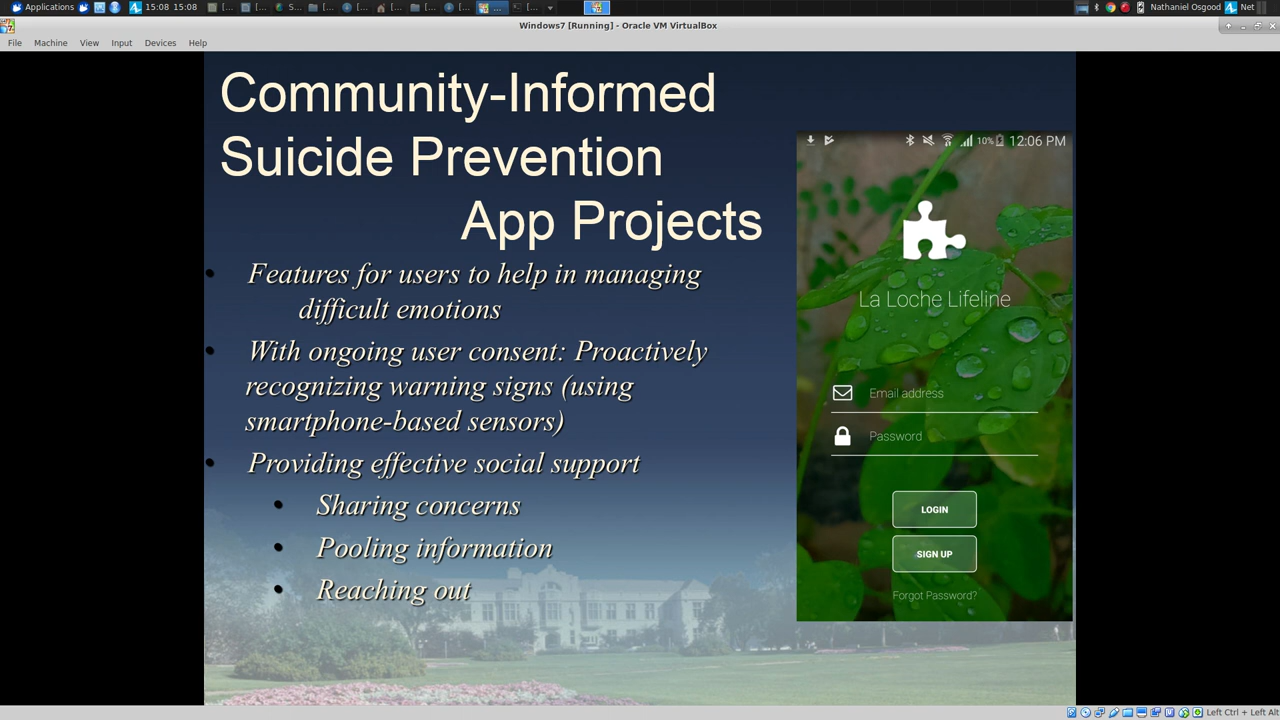 Applications
15:08 15:08
[...
[...
S...
[...
[...
[...
[...
[...
...
[...
Nathaniel Osgood
Net
Windows7 [Running] - Oracle VM VirtualBox
File Machine View Input Devices Help
Community-Informed
Suicide Prevention
App Projects
• Features for users to help in managing
difficult emotions
• With ongoing user consent: Proactively
recognizing warning signs (using
smartphone-based sensors)
• Providing effective social support
• Sharing concerns
• Pooling information
• Reaching out
10% 12:06 PM
La Loche Lifeline
Email address
Password
LOGIN
SIGN UP
Forgot Password?
Left Ctrl + Left Alt